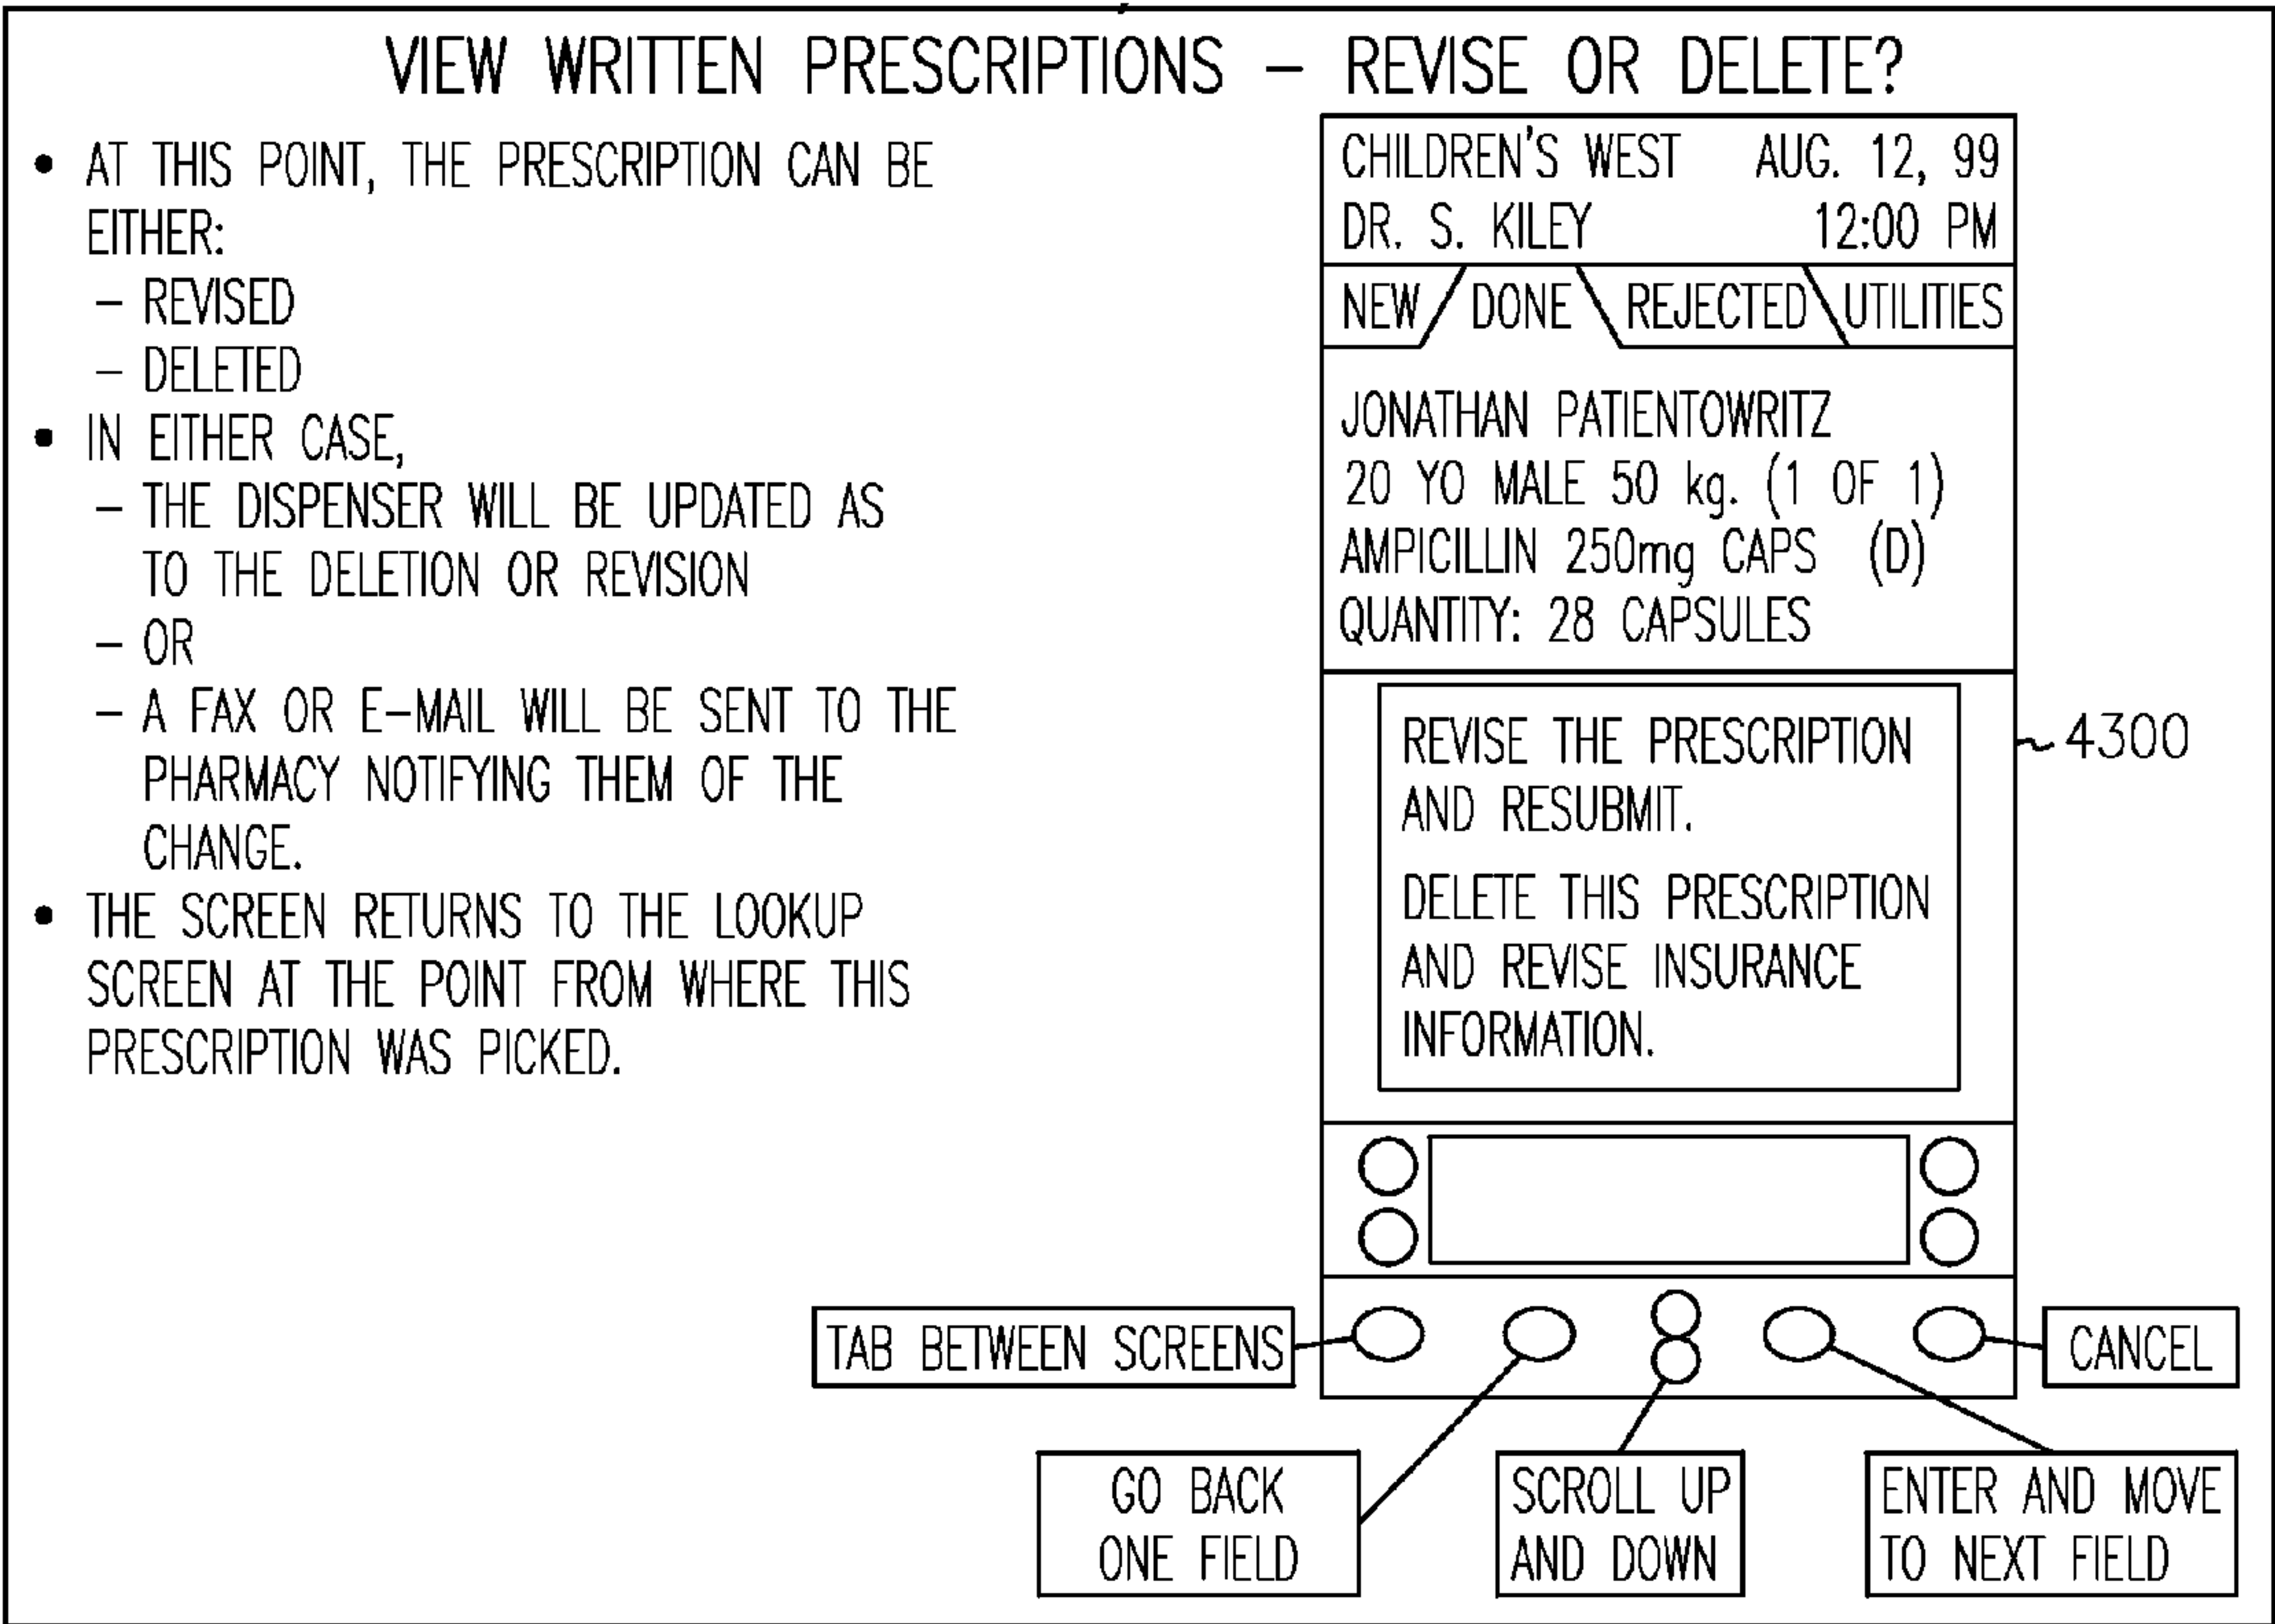 VIEW WRITTEN PRESCRIPTIONS – REVISE OR DELETE?
• AT THIS POINT, THE PRESCRIPTION CAN BE
EITHER:
– REVISED
– DELETED
• IN EITHER CASE,
– THE DISPENSER WILL BE UPDATED AS
TO THE DELETION OR REVISION
– OR
– A FAX OR E–MAIL WILL BE SENT TO THE
PHARMACY NOTIFYING THEM OF THE
CHANGE.
• THE SCREEN RETURNS TO THE LOOKUP
SCREEN AT THE POINT FROM WHERE THIS
PRESCRIPTION WAS PICKED.
CHILDREN'S WEST AUG. 12, 99
DR. S. KILEY 12:00 PM
NEW DONE REJECTED UTILITIES
JONATHAN PATIENTOWRITZ
20 YO MALE 50 kg. (1 OF 1)
AMPICILLIN 250mg CAPS (D)
QUANTITY: 28 CAPSULES
REVISE THE PRESCRIPTION
AND RESUBMIT.
DELETE THIS PRESCRIPTION
AND REVISE INSURANCE
INFORMATION.
4300
TAB BETWEEN SCREENS
CANCEL
GO BACK
ONE FIELD
SCROLL UP
AND DOWN
ENTER AND MOVE
TO NEXT FIELD